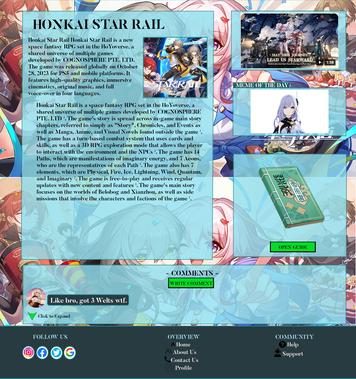 HONKAI STAR RAIL
Honkai Star Rail Honkai Star Rail is a new
space fantasy RPG set in the HoYoverse, a
shared universe of multiple games
developed by COGNOSPHERE PTE. LTD.
The game was released globally on October
28, 2023 for PS5 and mobile platforms. It
features high-quality graphics, immersive
cinematics, original music, and full
voice-over in four languages.
STAR RAIL
Honkai Star Rail is a space fantasy RPG set in the HoYoverse, a
shared universe of multiple games developed by COGNOSPHERE
PTE. LTD. The game's story is spread across in-game main story
chapters, referred to simply as "Story", Chronicles, and Events as
well as Manga, Anime, and Visual Novels found outside the game.
The game has a turn-based combat system that uses cards and
skills, as well as a 3D RPG exploration mode that allows the player
to interact with the environment and the NPCs. The game has 14
Paths, which are manifestations of imaginary energy, and 7 Aeons,
who are the representatives of each Path. The game also has 7
elements, which are Physical, Fire, Ice, Lightning, Wind, Quantum,
and Imaginary. The game is free-to-play and receives regular
updates with new content and features. The game's main story
focuses on the worlds of Belobog and Xianzhou, as well as side
missions that involve the characters and factions of the game.
MAY THIS JOURNEY
LEAD US STARWARD
MEME OF THE DAY:
OPEN GUIDE
~ COMMENTS ~
WRITE COMMENT
Like bro, got 3 Welts wtf.
Click to Expand
FOLLOW US
OVERVIEW
Home
About Us
Contact Us
Profile
COMMUNITY
Help
Support